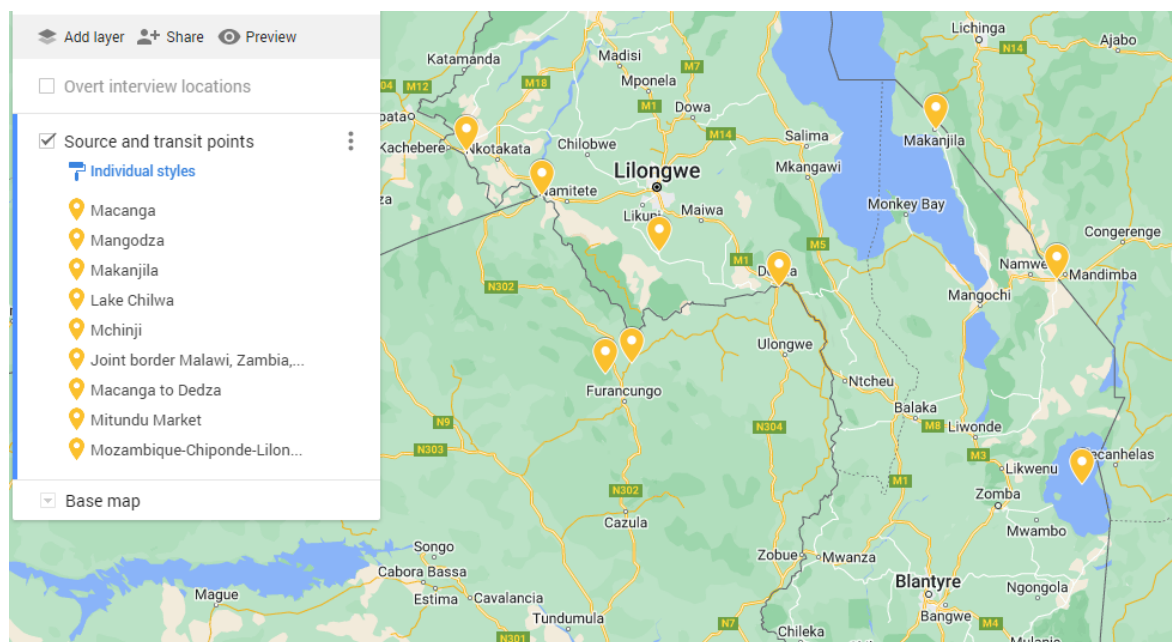 Add layer Share Preview
Overt interview locations
Source and transit points
Individual styles
Macanga
Mangodza
Makanjila
Lake Chilwa
Mchinji
Joint border Malawi, Zambia,...
Macanga to Dedza
Mitundu Market
Mozambique-Chiponde-Lilon...
Base map
Lichinga
N14
Ajabo
Madisi
Katamanda
M7
M18
Mponela
04 M12
M1
Dowa
Makanjila
M14
Salima
Kachebere
Nkotakata
Chilobwe
Mkangawi
Lilongwe
Namitete
Monkey Bay
Maiwa
Congerenge
M5
M1
Mandimba
N302
Mangochi
Ulongwe
Furancungo
Ntcheu
Balaka
N9
N304
M8
Liwonde
N303
M3
Likwenu
M1
N302
Zomba
Cazula
Mwambo
Songo
Zobue
Mwanza
Cabora Bassa
Blantyre
Mague
Estima
Cavalancia
Ngongola
Bangwe
Tundumula
N7
M4
Chileka
N301